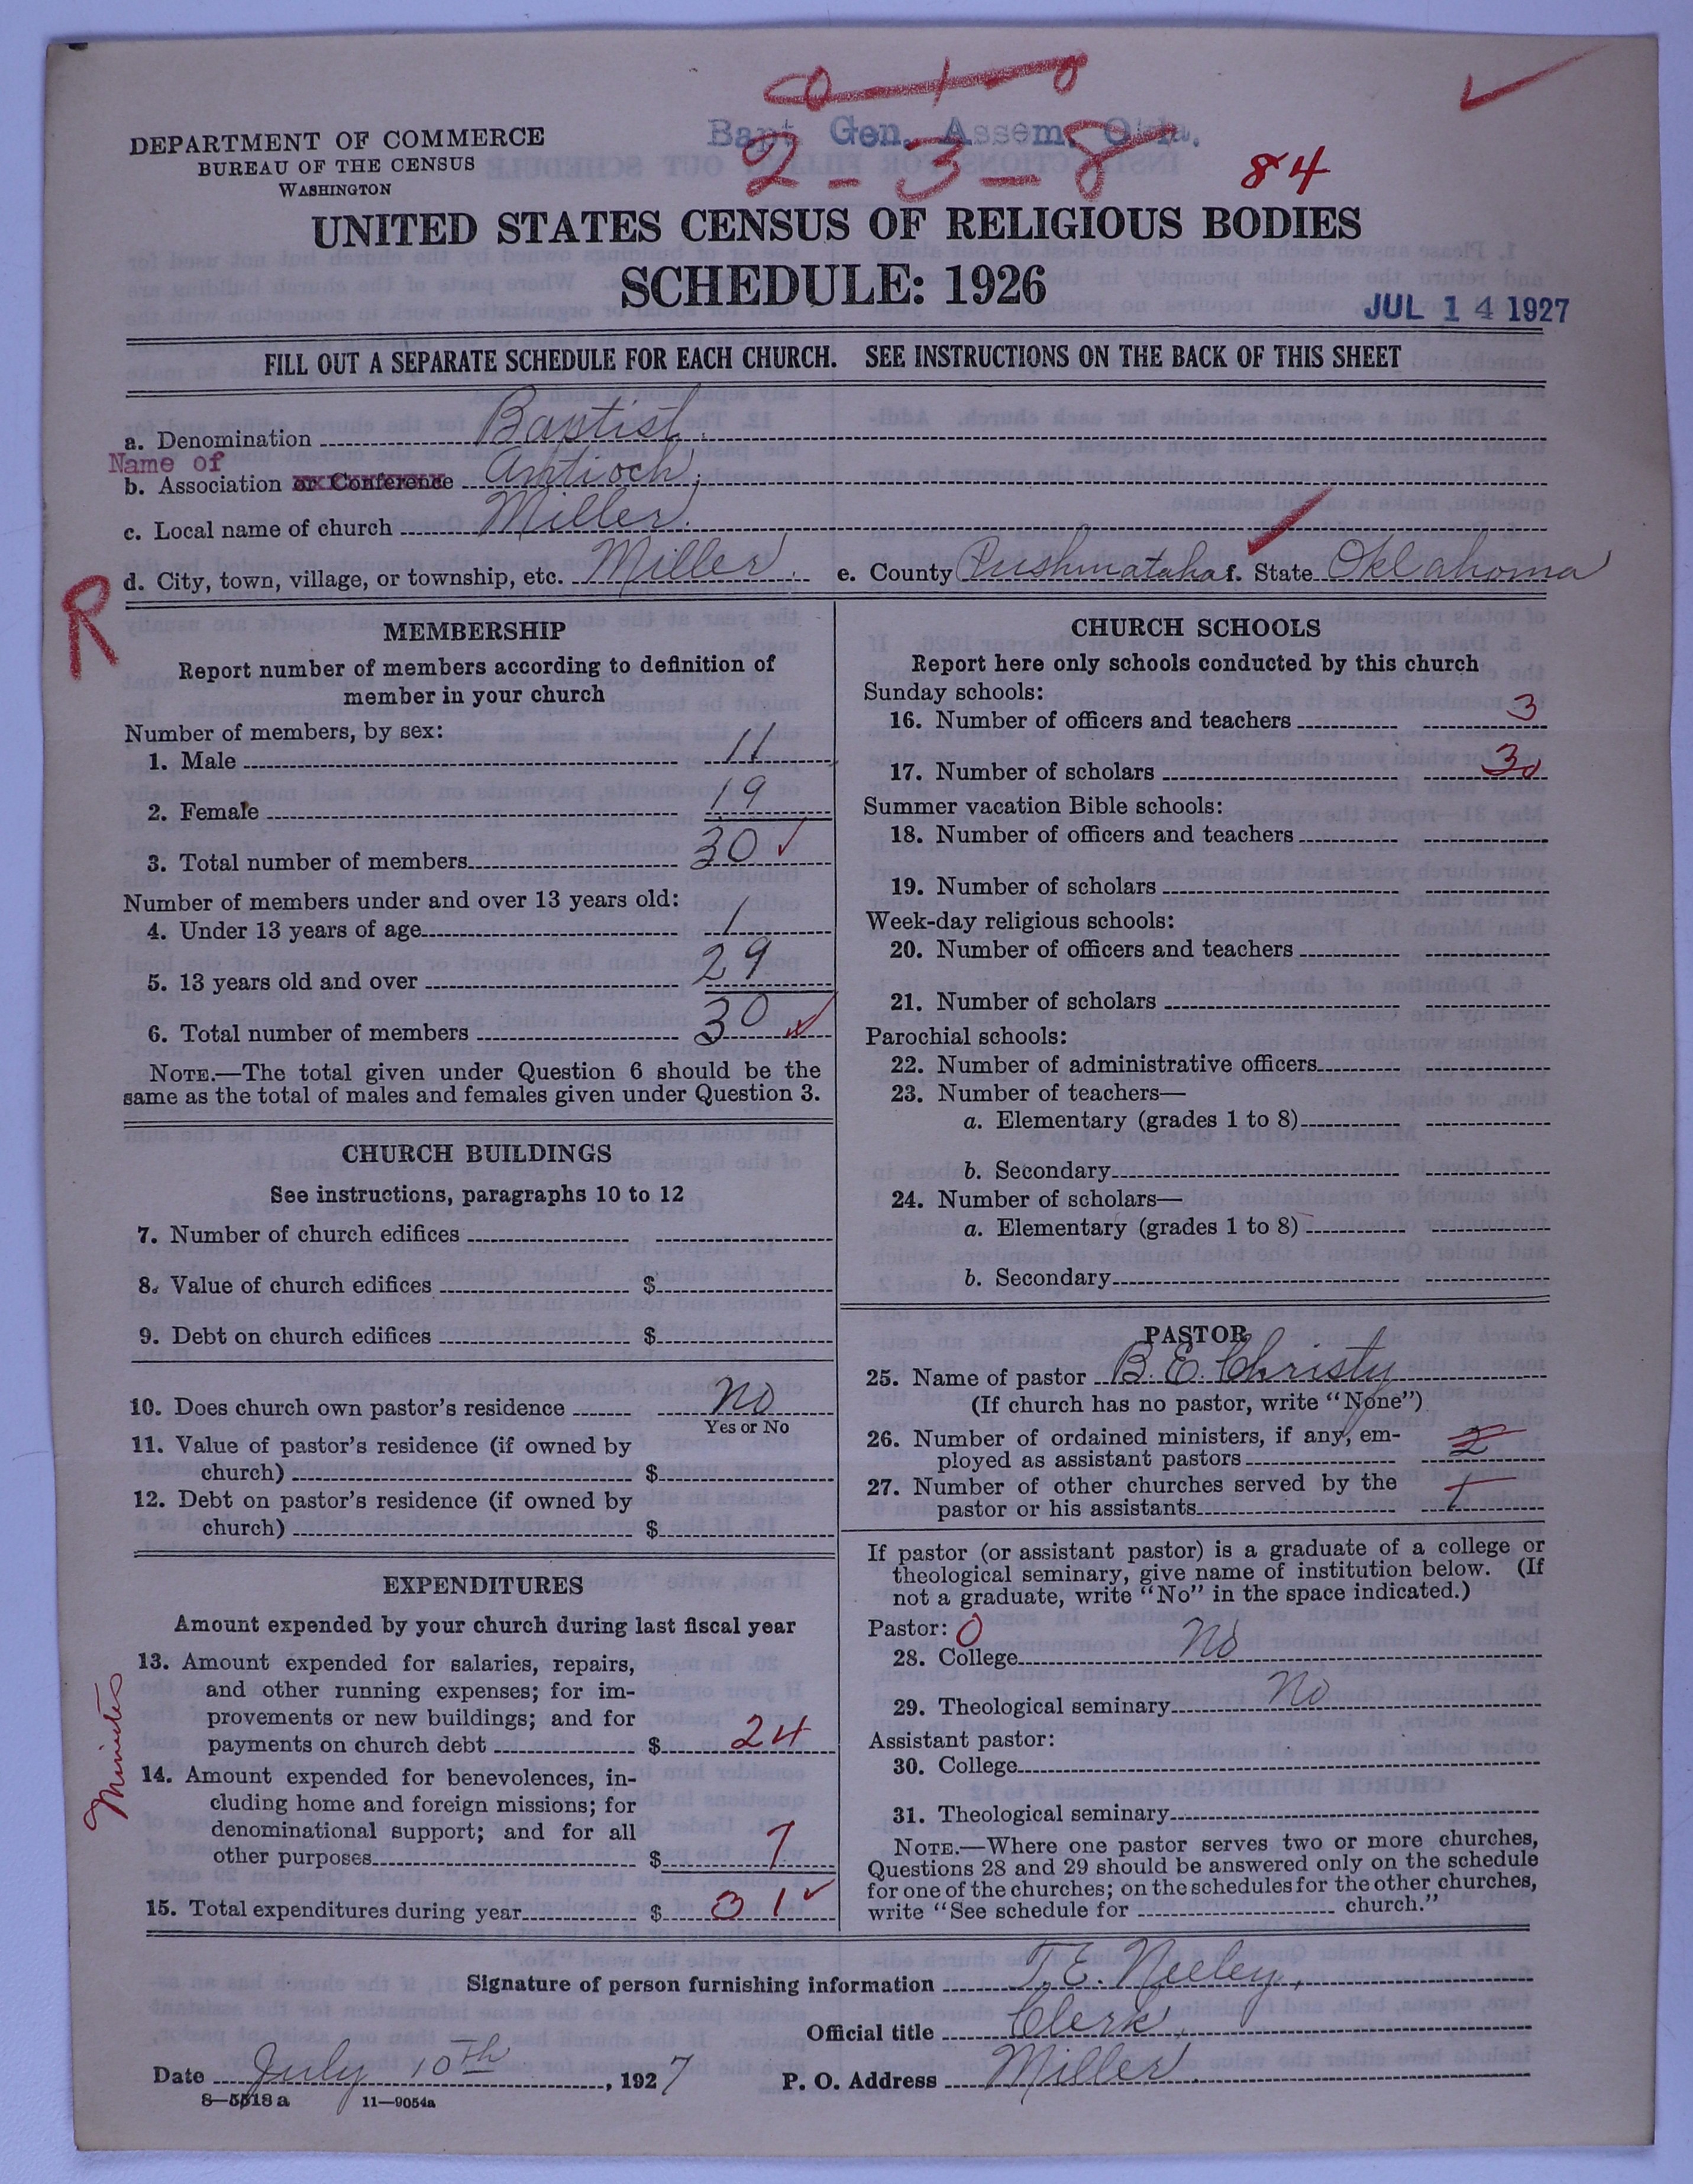 Bapt. Gen. Assem. Okla.
2-3-8
84
DEPARTMENT OF COMMERCE
BUREAU OF THE CENSUS
WASHINGTON
UNITED STATES CENSUS OF RELIGIOUS BODIES
SCHEDULE: 1926
JUL 14 1927
FILL OUT A SEPARATE SCHEDULE FOR EACH CHURCH. SEE INSTRUCTIONS ON THE BACK OF THIS SHEET
a. Denomination Baptist.
Name of
b. Association or Conference Antioch.
c. Local name of church Miller.
d. City, town, village, or township, etc. Miller. e. County Pushmataha f. State Oklahoma
R
MEMBERSHIP
Report number of members according to definition of
member in your church
Number of members, by sex:
1. Male 11
2. Female 19
3. Total number of members 30
Number of members under and over 13 years old:
4. Under 13 years of age 1
5. 13 years old and over 29
6. Total number of members 30
NOTE.—The total given under Question 6 should be the
same as the total of males and females given under Question 3.
CHURCH BUILDINGS
See instructions, paragraphs 10 to 12
7. Number of church edifices
8. Value of church edifices $
9. Debt on church edifices $
10. Does church own pastor's residence No
Yes or No
11. Value of pastor's residence (if owned by
church) $
12. Debt on pastor's residence (if owned by
church) $
EXPENDITURES
Amount expended by your church during last fiscal year
13. Amount expended for salaries, repairs,
and other running expenses; for im-
provements or new buildings; and for
payments on church debt $ 24
Minutes
14. Amount expended for benevolences, in-
cluding home and foreign missions; for
denominational support; and for all
other purposes $ 7
15. Total expenditures during year $ 31
CHURCH SCHOOLS
Report here only schools conducted by this church
Sunday schools:
16. Number of officers and teachers 3
17. Number of scholars 30
Summer vacation Bible schools:
18. Number of officers and teachers
19. Number of scholars
Week-day religious schools:
20. Number of officers and teachers
21. Number of scholars
Parochial schools:
22. Number of administrative officers
23. Number of teachers—
a. Elementary (grades 1 to 8)
b. Secondary
24. Number of scholars—
a. Elementary (grades 1 to 8)
b. Secondary
PASTOR
25. Name of pastor B. E. Christy
(If church has no pastor, write "None")
26. Number of ordained ministers, if any, em-
ployed as assistant pastors 2
27. Number of other churches served by the
pastor or his assistants 1
If pastor (or assistant pastor) is a graduate of a college or
theological seminary, give name of institution below. (If
not a graduate, write "No" in the space indicated.)
Pastor: 0
28. College No
29. Theological seminary No
Assistant pastor:
30. College
31. Theological seminary
NOTE.—Where one pastor serves two or more churches,
Questions 28 and 29 should be answered only on the schedule
for one of the churches; on the schedules for the other churches,
write "See schedule for church."
Signature of person furnishing information T. E. Neeley,
Official title Clerk.
Date July 10th, 1927 P. O. Address Miller.
8—5518 a 11—9054a